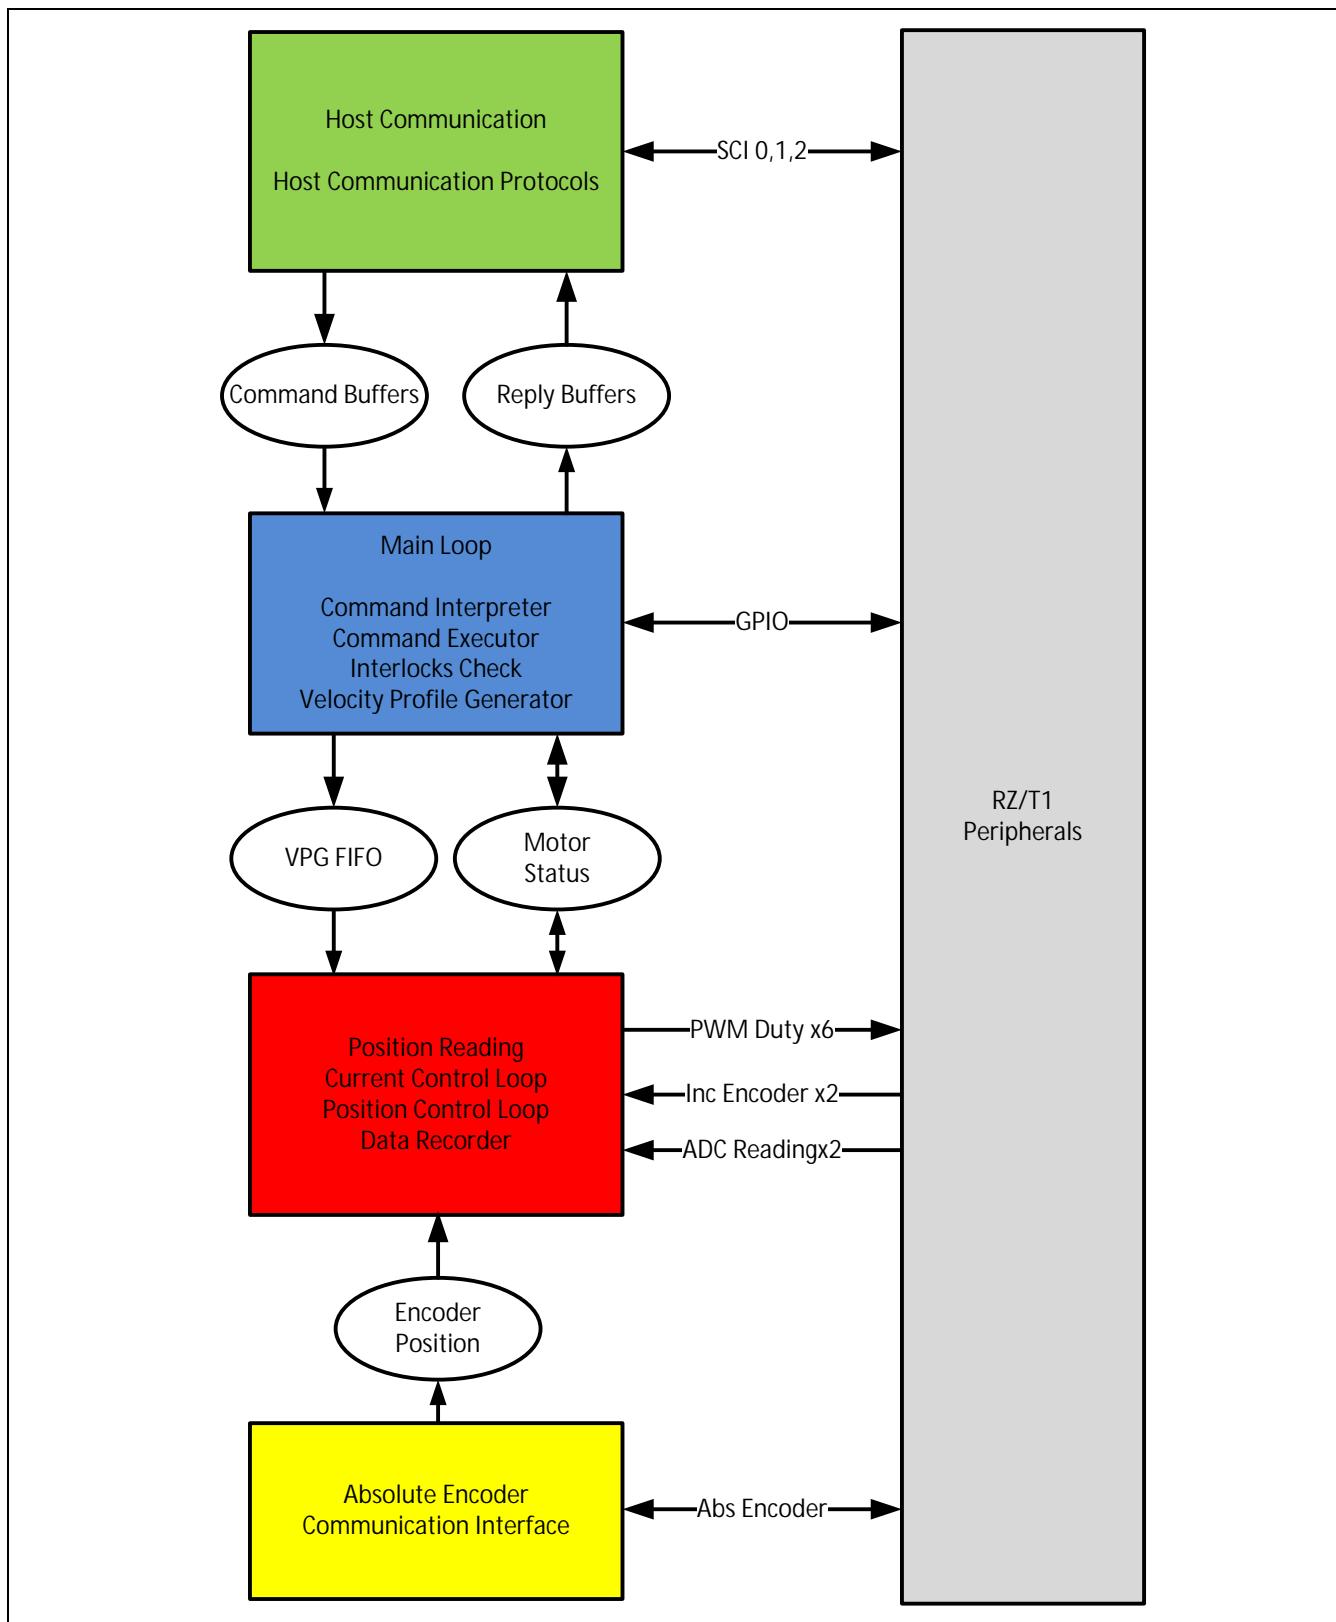 Host Communication
Host Communication Protocols
SCI 0,1,2
Command Buffers
Reply Buffers
Main Loop
Command Interpreter
Command Executor
Interlocks Check
Velocity Profile Generator
GPIO
RZ/T1
Peripherals
VPG FIFO
Motor
Status
Position Reading
Current Control Loop
Position Control Loop
Data Recorder
PWM Duty x6
Inc Encoder x2
ADC Readingx2
Encoder
Position
Absolute Encoder
Communication Interface
Abs Encoder